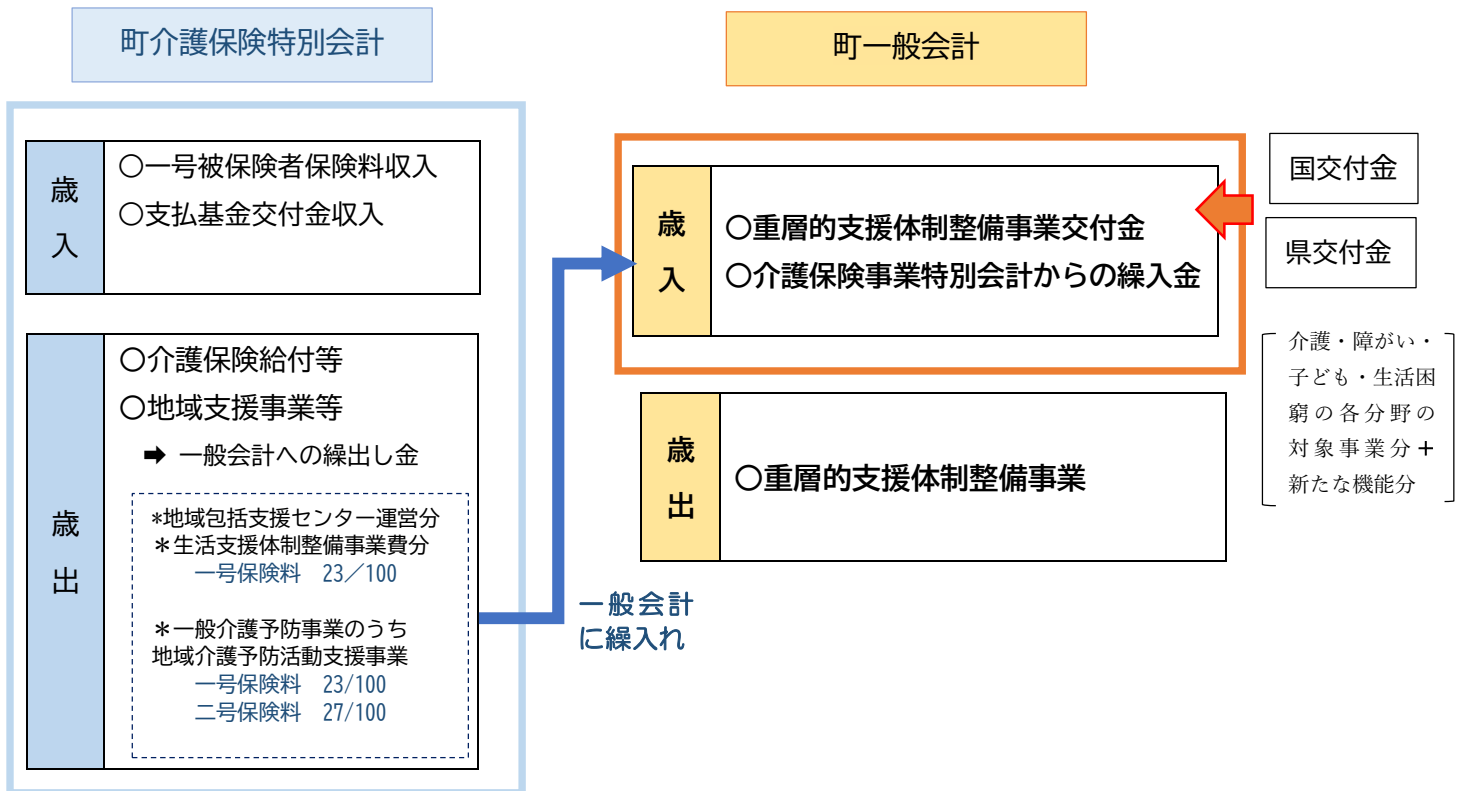 町介護保険特別会計
歳入
○一号被保険者保険料収入
○支払基金交付金収入
歳出
○介護保険給付等
○地域支援事業等
➡ 一般会計への繰出し金
*地域包括支援センター運営分
＊生活支援体制整備事業費分
一号保険料　23／100
＊一般介護予防事業のうち
地域介護予防活動支援事業
一号保険料　23/100
二号保険料　27/100
一般会計
に繰入れ
町一般会計
歳入
○重層的支援体制整備事業交付金
○介護保険事業特別会計からの繰入金
歳出
○重層的支援体制整備事業
国交付金
県交付金
介護・障がい・
子ども・生活困
窮の各分野の
対象事業分＋
新たな機能分